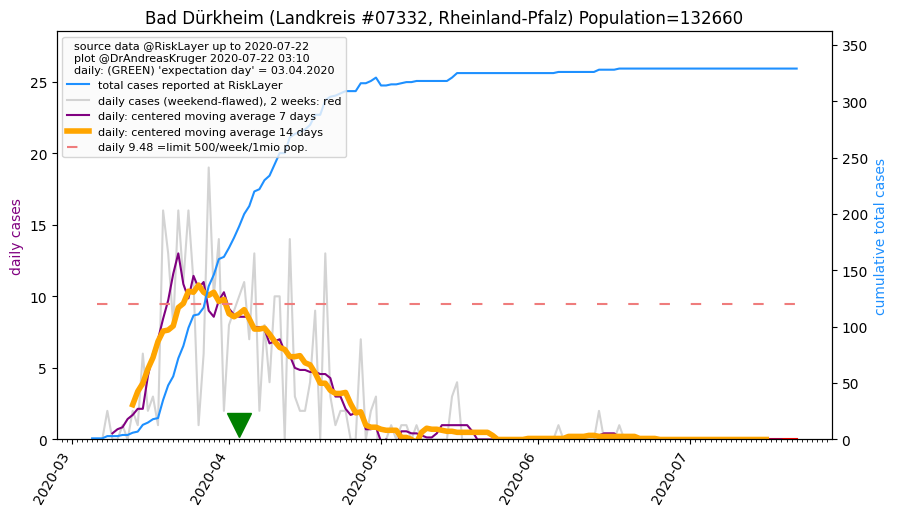 Bad Dürkheim (Landkreis #07332, Rheinland-Pfalz) Population=132660
source data @RiskLayer up to 2020-07-22
plot @DrAndreasKruger 2020-07-22 03:10
daily: (GREEN) 'expectation day' = 03.04.2020
total cases reported at RiskLayer
daily cases (weekend-flawed), 2 weeks: red
daily: centered moving average 7 days
daily: centered moving average 14 days
daily 9.48 =limit 500/week/1mio pop.
daily cases
25
20
15
10
5
0
350
300
250
200
150
100
50
0
cumulative total cases
2020-03
2020-04
2020-05
2020-06
2020-07